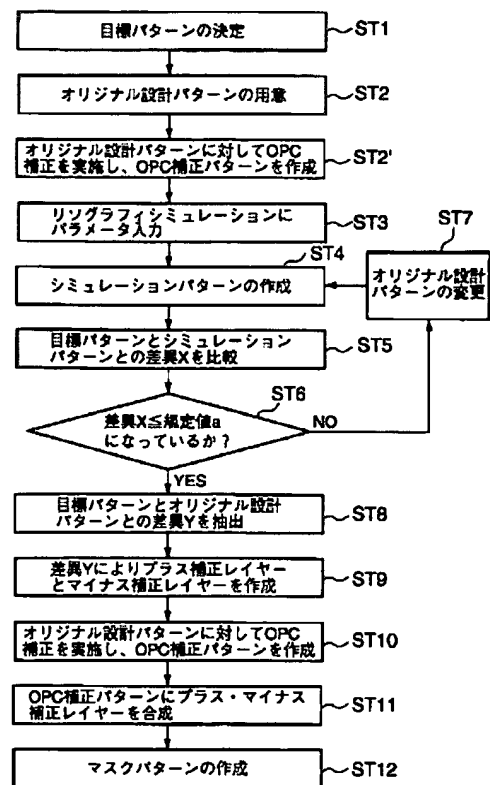 目標パターンの決定
ST1
オリジナル設計パターンの用意
ST2
オリジナル設計パターンに対してOPC
補正を実施し、OPC補正パターンを作成
ST2'
リソグラフィシミュレーションに
パラメータ入力
ST3
ST4
シミュレーションパターンの作成
ST7
オリジナル設計
パターンの変更
目標パターンとシミュレーション
パターンとの差異Xを比較
ST5
ST6
差異X≦規定値a
になっているか?
NO
YES
目標パターンとオリジナル設計
パターンとの差異Yを抽出
ST8
差異Yによりプラス補正レイヤー
とマイナス補正レイヤーを作成
ST9
オリジナル設計パターンに対してOPC
補正を実施し、OPC補正パターンを作成
ST10
OPC補正パターンにプラス・マイナス
補正レイヤーを合成
ST11
マスクパターンの作成
ST12